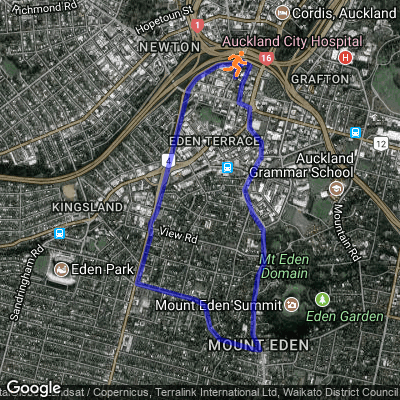 Richmond Rd
Hopetoun St
Cordis, Auckland
1
NEWTON
Auckland City Hospital
H
16
GRAFTON
EDEN TERRACE
12
4
Auckland
Grammar School
KINGSLAND
Mountain Rd
View Rd
Sandringham Rd
Eden Park
Mt Eden
Domain
Mount Eden Summit
Eden Garden
MOUNT EDEN
Google
Landsat / Copernicus, Terralink International Ltd, Waikato District Council